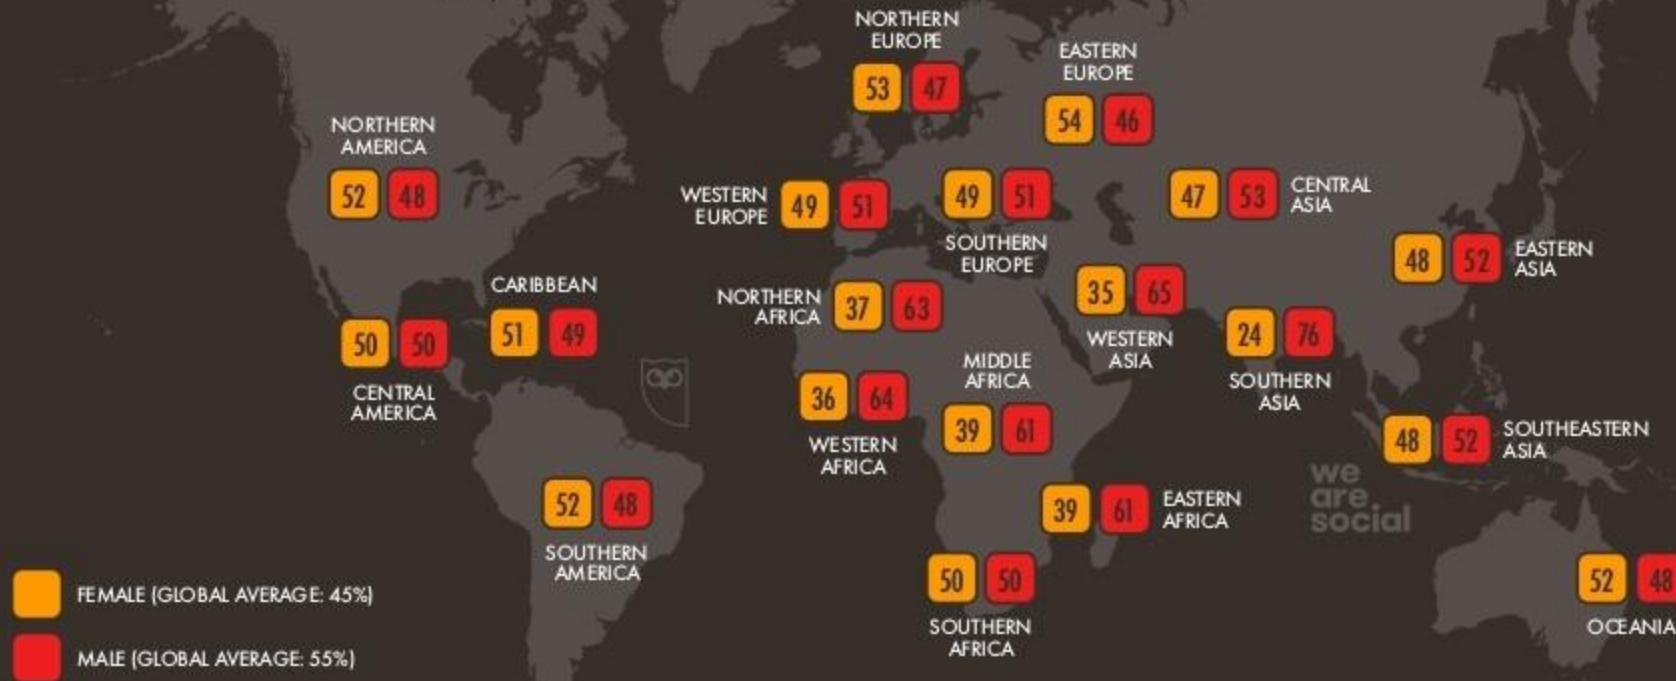 NORTHERN
EUROPE
53 47
EASTERN
EUROPE
54 46
NORTHERN
AMERICA
52 48
WESTERN
EUROPE
49 51
49 51
SOUTHERN
EUROPE
47 53
CENTRAL
ASIA
48 52
EASTERN
ASIA
CARIBBEAN
51 49
50 50
CENTRAL
AMERICA
NORTHERN
AFRICA
37 63
35 65
WESTERN
ASIA
24 76
SOUTHERN
ASIA
MIDDLE
AFRICA
39 61
36 64
WESTERN
AFRICA
48 52
SOUTHEASTERN
ASIA
we
are
social
52 48
SOUTHERN
AMERICA
39 61
EASTERN
AFRICA
50 50
SOUTHERN
AFRICA
52 48
OCEANIA
FEMALE (GLOBAL AVERAGE: 45%)
MALE (GLOBAL AVERAGE: 55%)